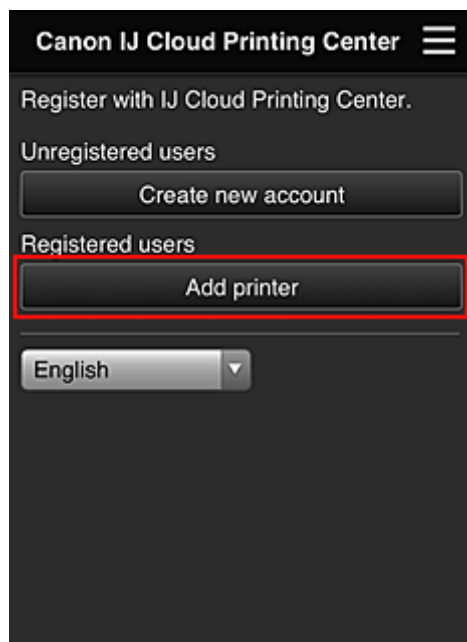 Canon IJ Cloud Printing Center
Register with IJ Cloud Printing Center.
Unregistered users
Create new account
Registered users
Add printer
English